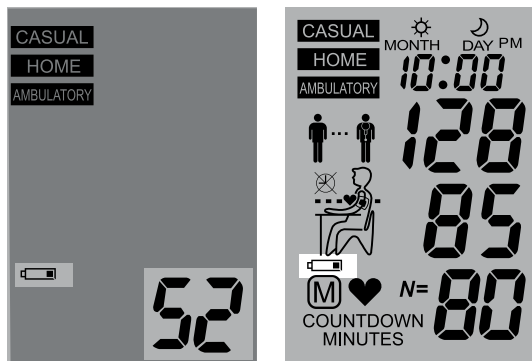 CASUAL
HOME
AMBULATORY
52
CASUAL
HOME
AMBULATORY
MONTH DAY PM
10:00
128
85
M N= 80
COUNTDOWN
MINUTES